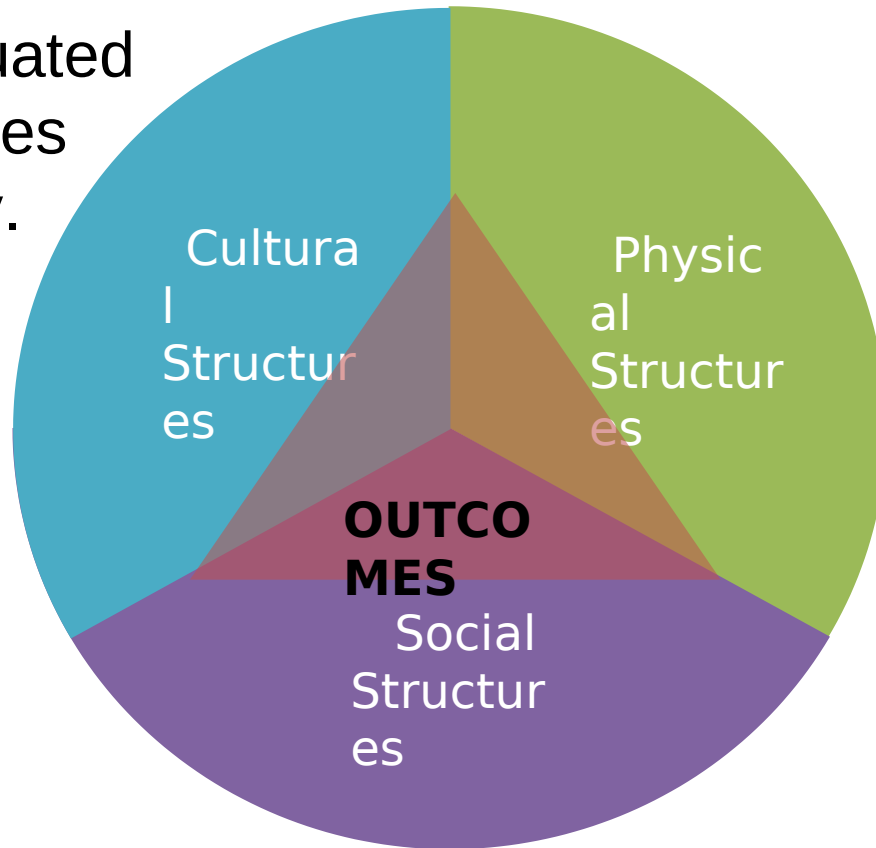 uated
es
.
Cultura
l
Structur
es
Physic
al
Structur
es
OUTCO
MES
Social
Structur
es